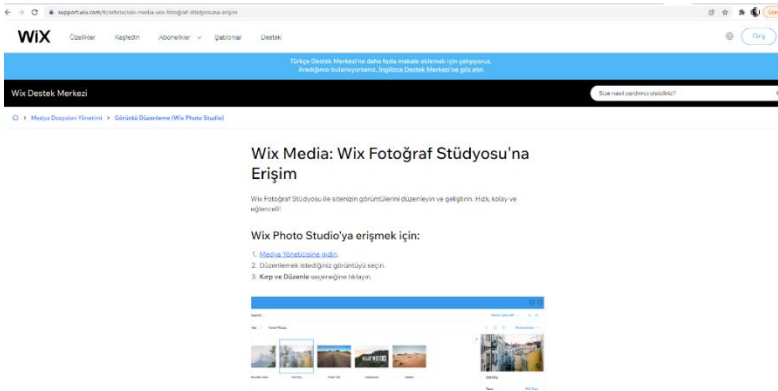 support.wix.com/tr/article/wix-media-wix-fotoğraf-stüdyosuna-erişim
WiX
Özellikler
Keşfedin
Abonelikler
Şablonlar
Destek
Giriş
Türkçe Destek Merkezi'ne daha fazla makale eklemek için çalışıyoruz.
Aradığınızı bulamıyorsanız, İngilizce Destek Merkezi'ne göz atın
Wix Destek Merkezi
Size nasıl yardımcı olabiliriz?
Medya Dosyaları Yönetimi > Görüntü Düzenleme (Wix Photo Studio)
Wix Media: Wix Fotoğraf Stüdyosu'na
Erişim
Wix Fotoğraf Stüdyosu ile sitenizin görüntülerini düzenleyin ve geliştirin. Hızlı, kolay ve
eğlenceli!
Wix Photo Studio'ya erişmek için:
1. Medya Yöneticisine gidin.
2. Düzenlemek istediğiniz görüntüyü seçin.
3. Kırp ve Düzenle seçeneğine tıklayın.